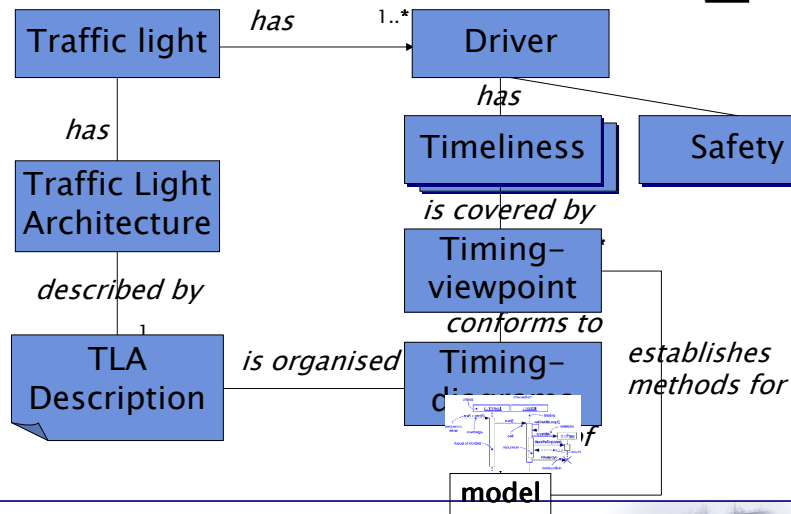 has
1..*
Traffic light
Driver
has
has
Timeliness
Safety
Traffic Light
Architecture
is covered by
Timing-
viewpoint
described by
conforms to
1
TLA
Description
is organised
Timing-
establishes
methods for
of
model